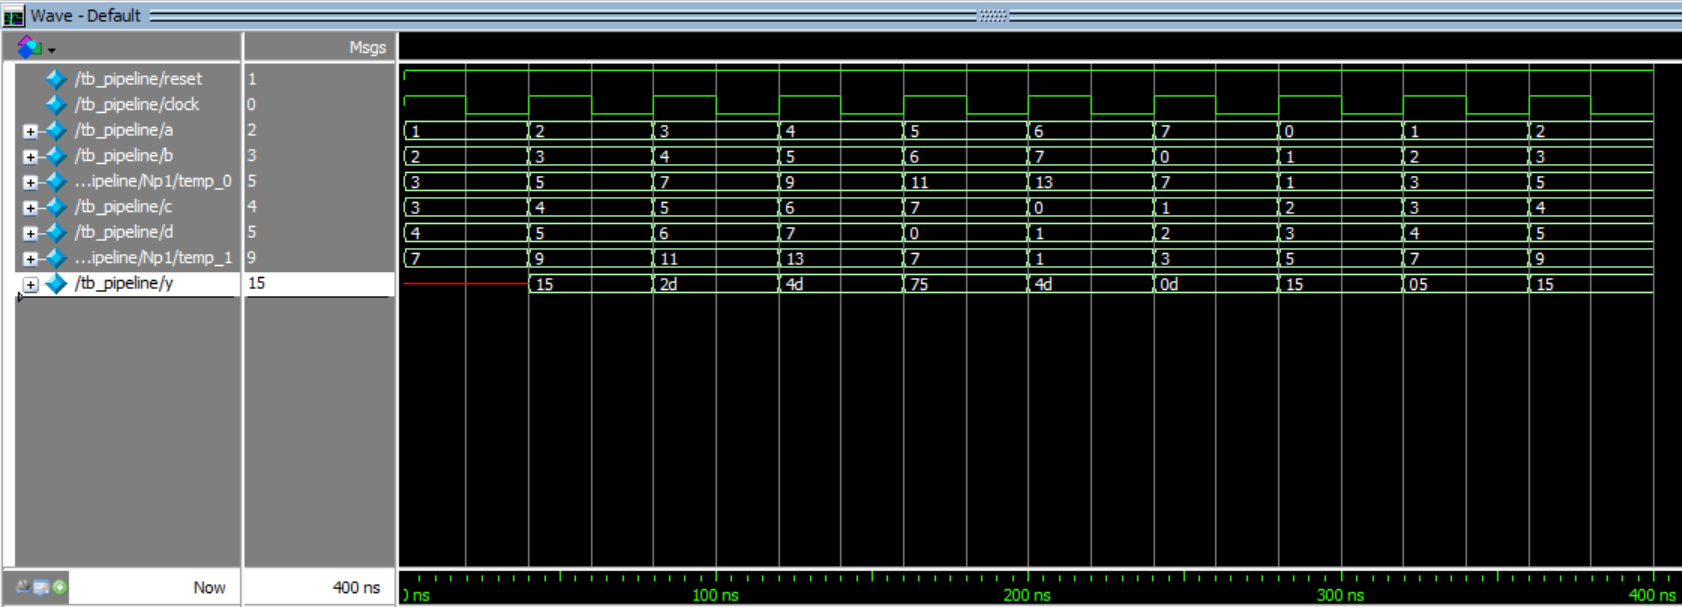 Wave - Default
Msgs
/tb_pipeline/reset 1
/tb_pipeline/clock 0
/tb_pipeline/a 2 1 2 3 4 5 6 7 0 1 2
/tb_pipeline/b 3 2 3 4 5 6 7 0 1 2 3
...ipeline/Np1/temp_0 5 3 5 7 9 11 13 7 1 3 5
/tb_pipeline/c 4 3 4 5 6 7 0 1 2 3 4
/tb_pipeline/d 5 4 5 6 7 0 1 2 3 4 5
...ipeline/Np1/temp_1 9 7 9 11 13 7 1 3 5 7 9
/tb_pipeline/y 15 15 2d 4d 75 4d 0d 15 05 15
Now 400 ns 0 ns 100 ns 200 ns 300 ns 400 ns